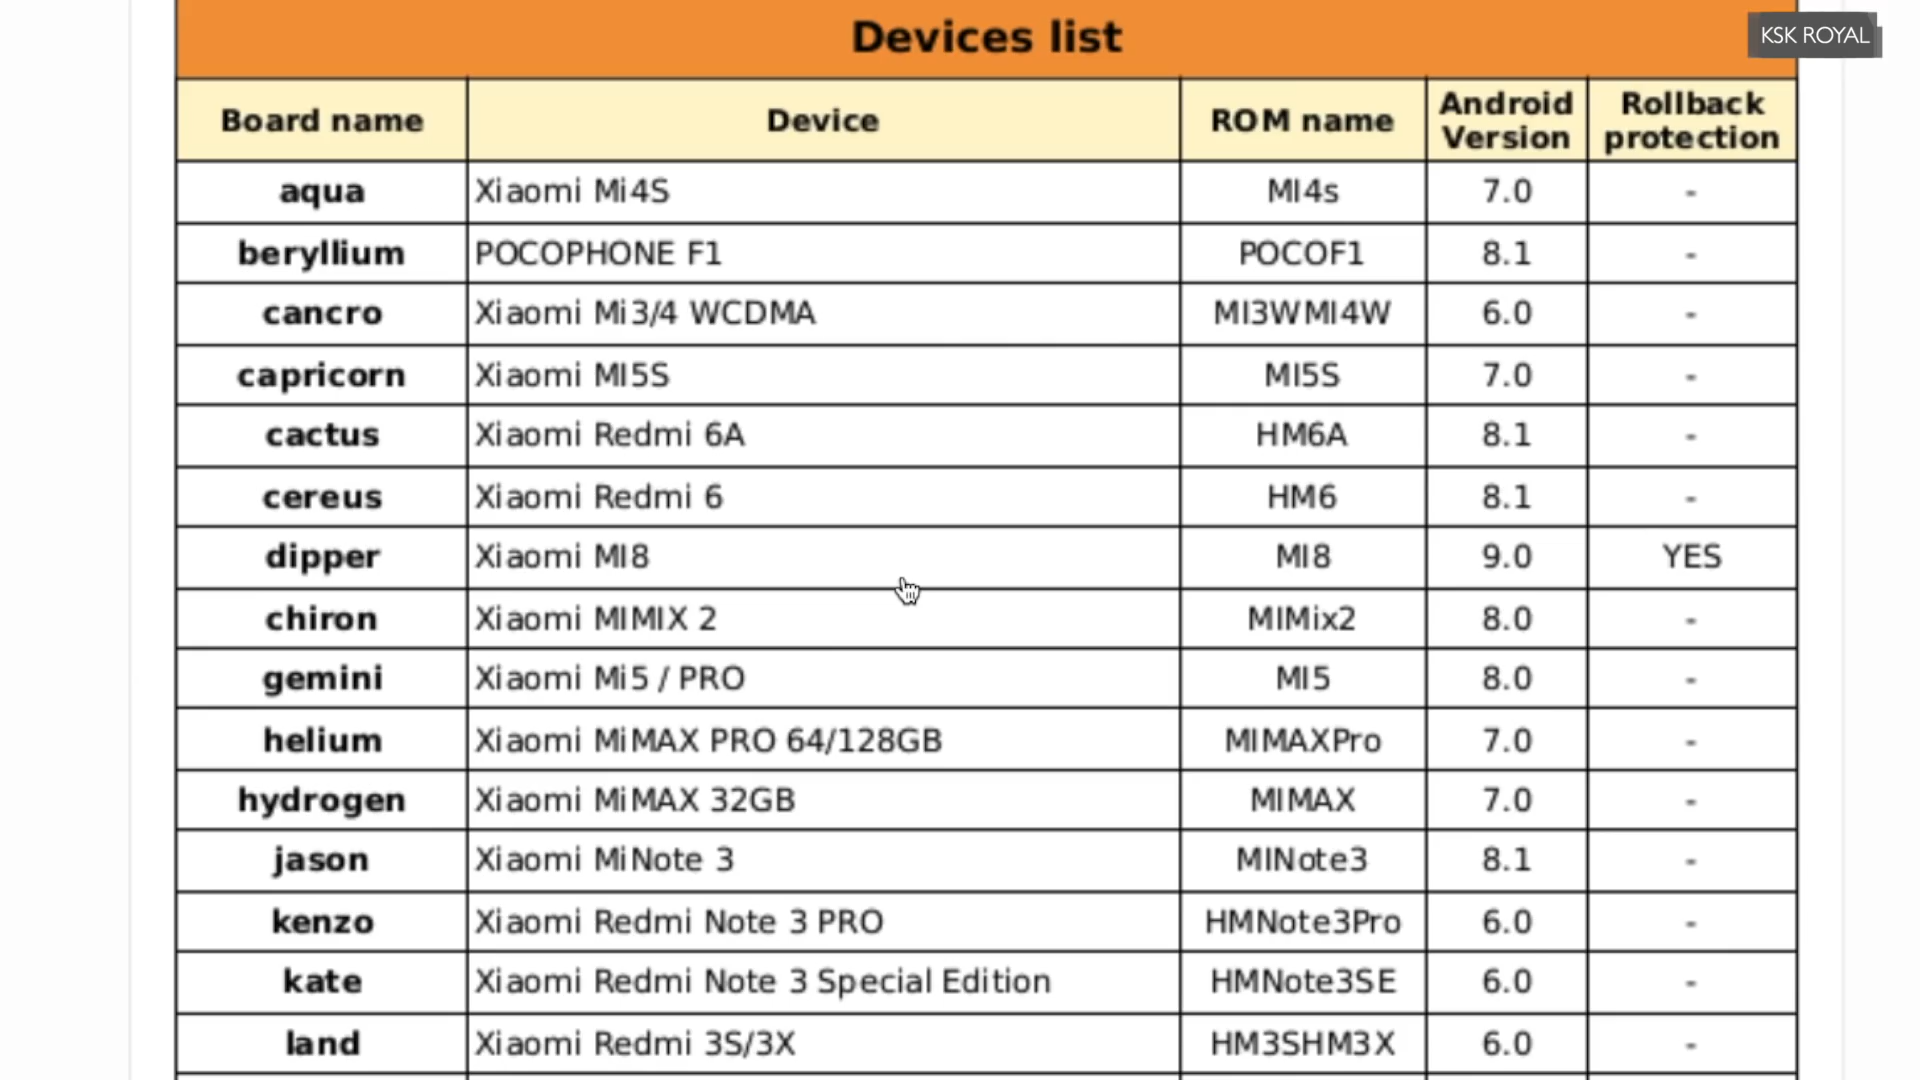 Devices list
KSK ROYAL
Board name Device ROM name Android Version Rollback protection
aqua Xiaomi Mi4S MI4s 7.0 -
beryllium POCOPHONE F1 POCOF1 8.1 -
cancro Xiaomi Mi3/4 WCDMA MI3WMI4W 6.0 -
capricorn Xiaomi MI5S MI5S 7.0 -
cactus Xiaomi Redmi 6A HM6A 8.1 -
cereus Xiaomi Redmi 6 HM6 8.1 -
dipper Xiaomi MI8 MI8 9.0 YES
chiron Xiaomi MIMIX 2 MIMix2 8.0 -
gemini Xiaomi Mi5 / PRO MI5 8.0 -
helium Xiaomi MiMAX PRO 64/128GB MIMAXPro 7.0 -
hydrogen Xiaomi MiMAX 32GB MIMAX 7.0 -
jason Xiaomi MiNote 3 MINote3 8.1 -
kenzo Xiaomi Redmi Note 3 PRO HMNote3Pro 6.0 -
kate Xiaomi Redmi Note 3 Special Edition HMNote3SE 6.0 -
land Xiaomi Redmi 3S/3X HM3SHM3X 6.0 -